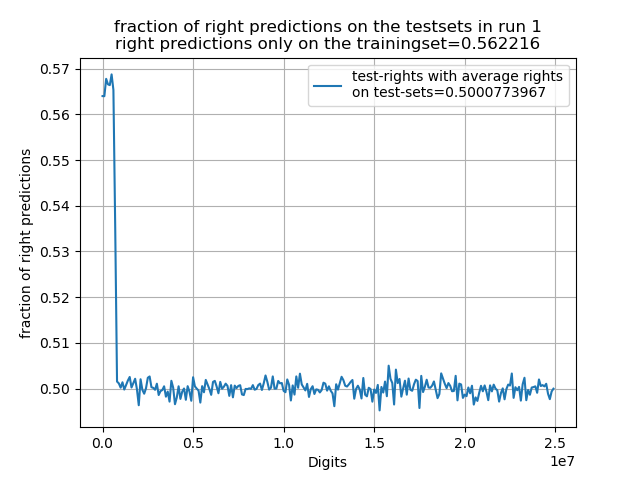 fraction of right predictions on the testsets in run 1
right predictions only on the trainingset=0.562216
test-rights with average rights
on test-sets=0.5000773967
fraction of right predictions
0.57
0.56
0.55
0.54
0.53
0.52
0.51
0.50
0.0 0.5 1.0 1.5 2.0 2.5
Digits
1e7